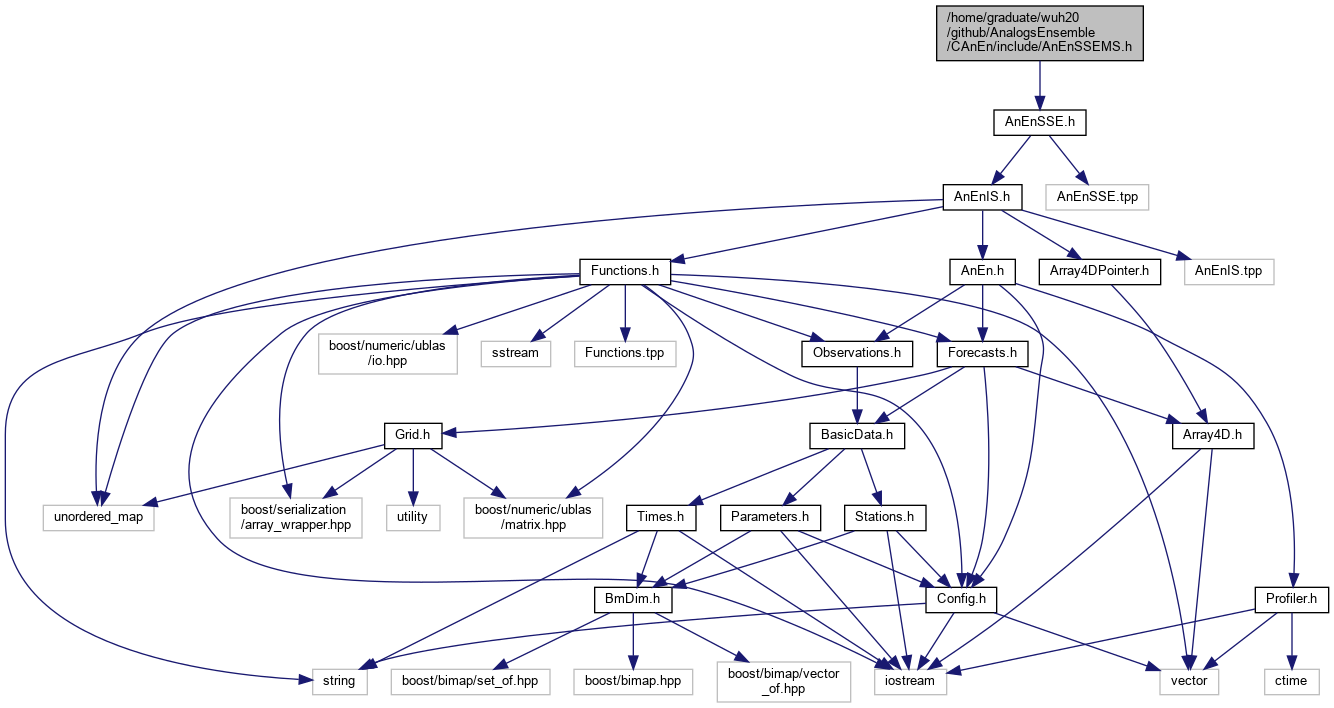 /home/graduate/wuh20
/github/AnalogsEnsemble
/CAnEn/include/AnEnSSEMS.h
AnEnSSE.h
AnEnIS.h
AnEnSSE.tpp
Functions.h
AnEn.h
Array4DPointer.h
AnEnIS.tpp
boost/numeric/ublas
/io.hpp
sstream
Functions.tpp
Observations.h
Forecasts.h
Grid.h
BasicData.h
Array4D.h
unordered_map
boost/serialization
/array_wrapper.hpp
utility
boost/numeric/ublas
/matrix.hpp
Times.h
Parameters.h
Stations.h
BmDim.h
Config.h
Profiler.h
string
boost/bimap/set_of.hpp
boost/bimap.hpp
boost/bimap/vector
_of.hpp
iostream
vector
ctime